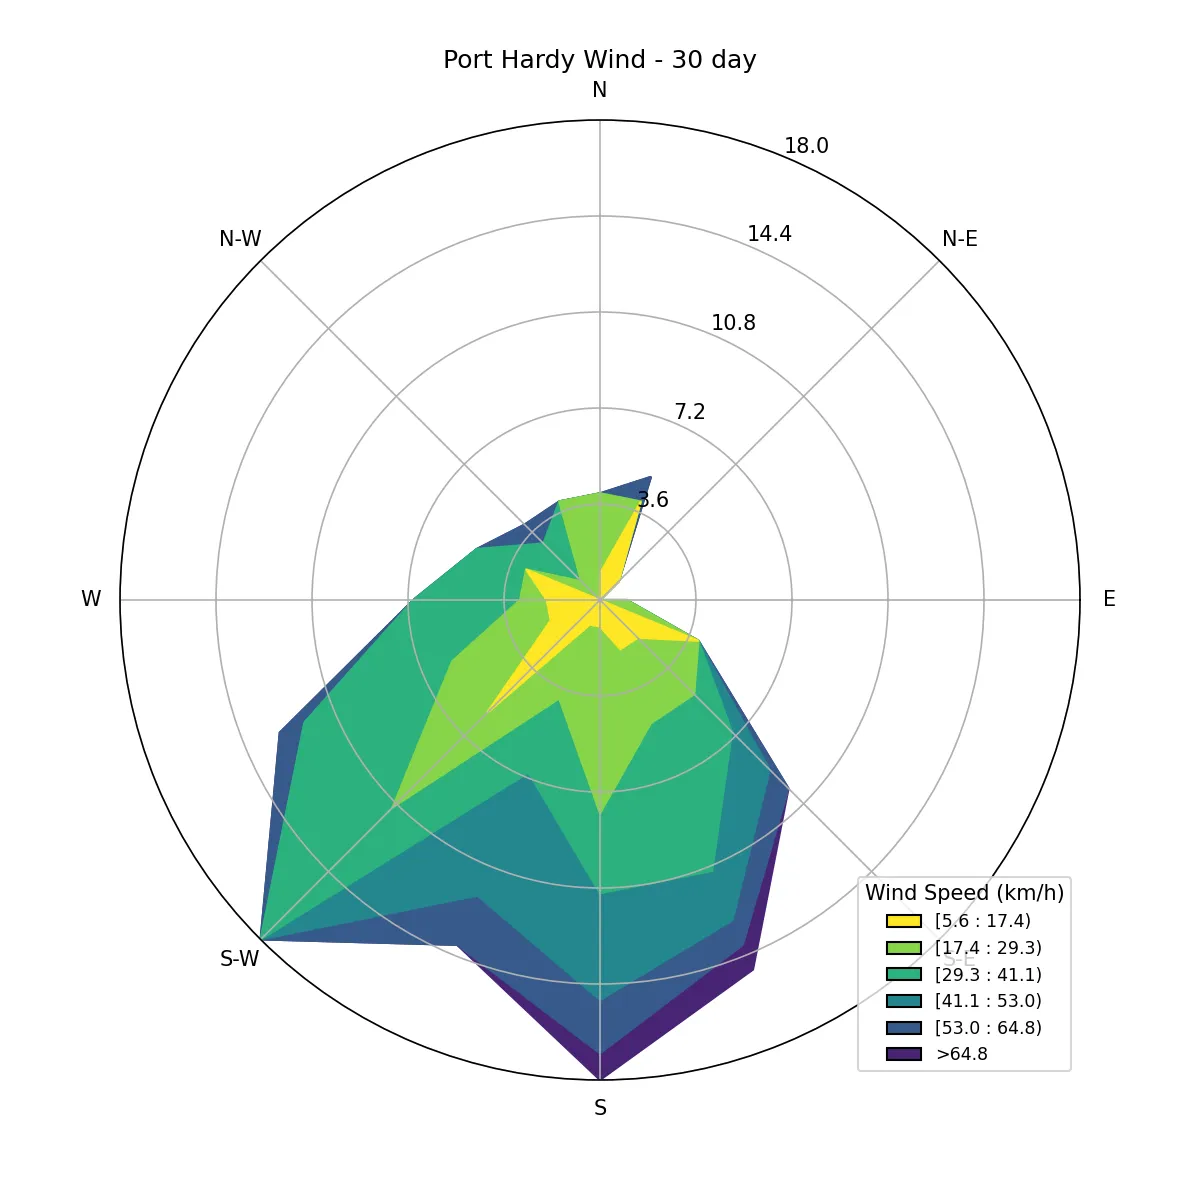 Port Hardy Wind - 30 day
N
18.0
14.4
N-W
N-E
10.8
7.2
3.6
W
E
Wind Speed (km/h)
[5.6 : 17.4)
[17.4 : 29.3)
S-W
S-E
[29.3 : 41.1)
[41.1 : 53.0)
[53.0 : 64.8)
>64.8
S